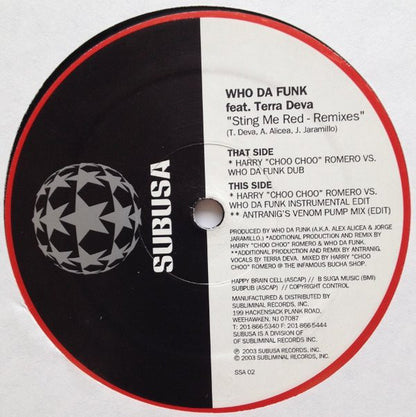 SUBUSA
WHO DA FUNK
feat. Terra Deva
"Sting Me Red - Remixes"
(T. Deva, A. Alicea, J. Jaramillo)
THAT SIDE
* HARRY "CHOO CHOO" ROMERO VS.
WHO DA FUNK DUB
THIS SIDE
* HARRY "CHOO CHOO" ROMERO VS.
WHO DA FUNK INSTRUMENTAL EDIT
** ANTRANIG'S VENOM PUMP MIX (EDIT)
PRODUCED BY WHO DA FUNK (A.K.A. ALEX ALICEA & JORGE
JARAMILLO.) *ADDITIONAL PRODUCTION AND REMIX BY
HARRY "CHOO CHOO" ROMERO & WHO DA FUNK.
**ADDITIONAL PRODUCTION AND REMIX BY ANTRANIG.
VOCALS BY TERRA DEVA. MIXED BY HARRY "CHOO
CHOO" ROMERO @ THE INFAMOUS BUCHA SHOP.
HAPPY BRAIN CELL (ASCAP) // B SUGA MUSIC (BMI)
SUBPUB (ASCAP) // COPYRIGHT CONTROL
MANUFACTURED & DISTRIBUTED BY
SUBLIMINAL RECORDS, INC.
199 HACKENSACK PLANK ROAD,
WEEHAWKEN, NJ 07087
T: 201 866-5340 F: 201 866-5444
SUBUSA IS A DIVISION OF
OF SUBLIMINAL RECORDS, INC.
℗ 2003 SUBUSA RECORDS, INC.
© 2003 SUBLIMINAL RECORDS, INC.
SSA 02